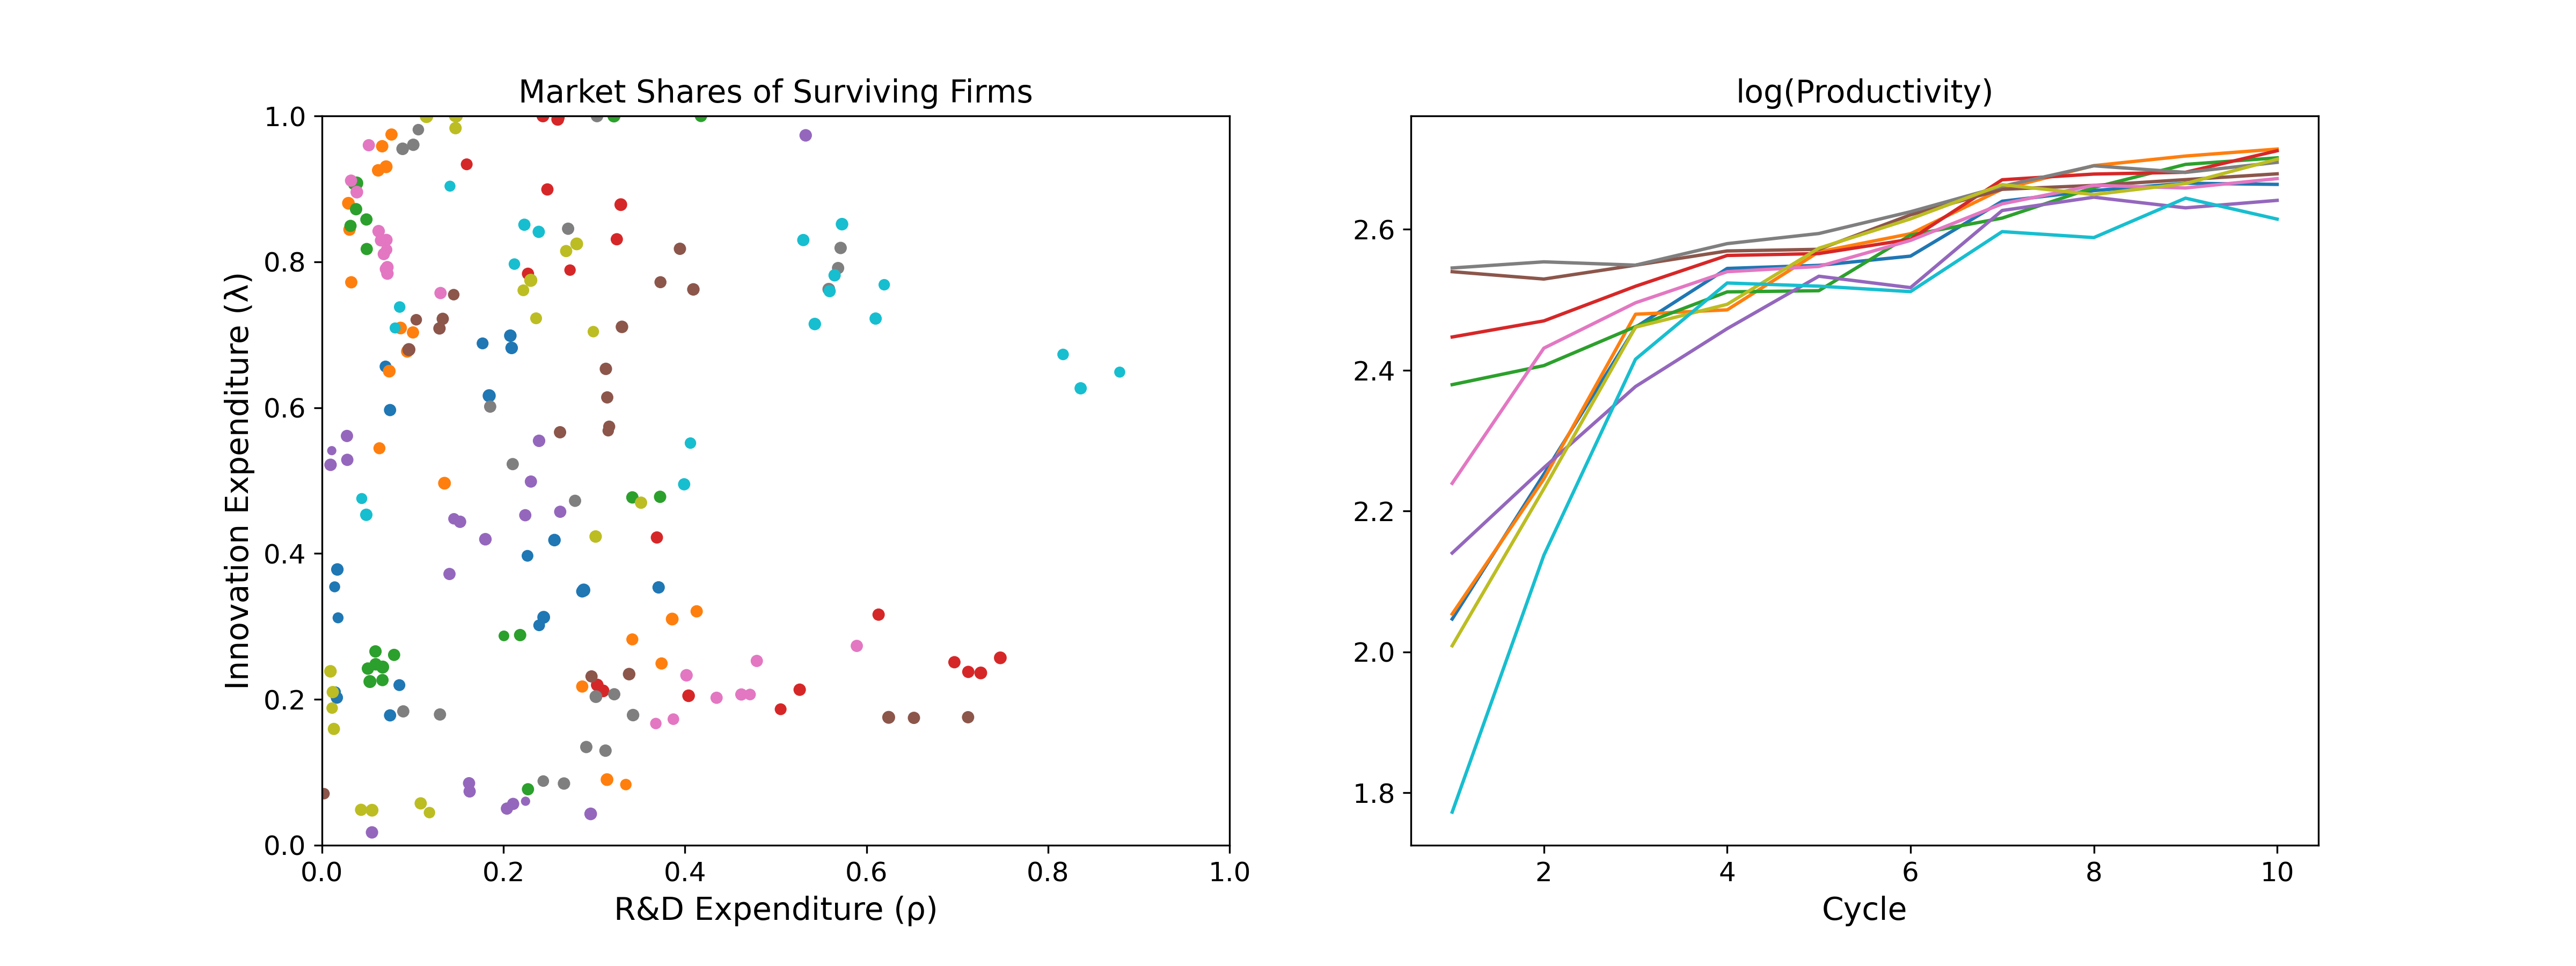 Market Shares of Surviving Firms
1.0
0.8
0.6
0.4
0.2
0.0
Innovation Expenditure (λ)
0.0 0.2 0.4 0.6 0.8 1.0
R&D Expenditure (ρ)
log(Productivity)
2.6
2.4
2.2
2.0
1.8
2 4 6 8 10
Cycle